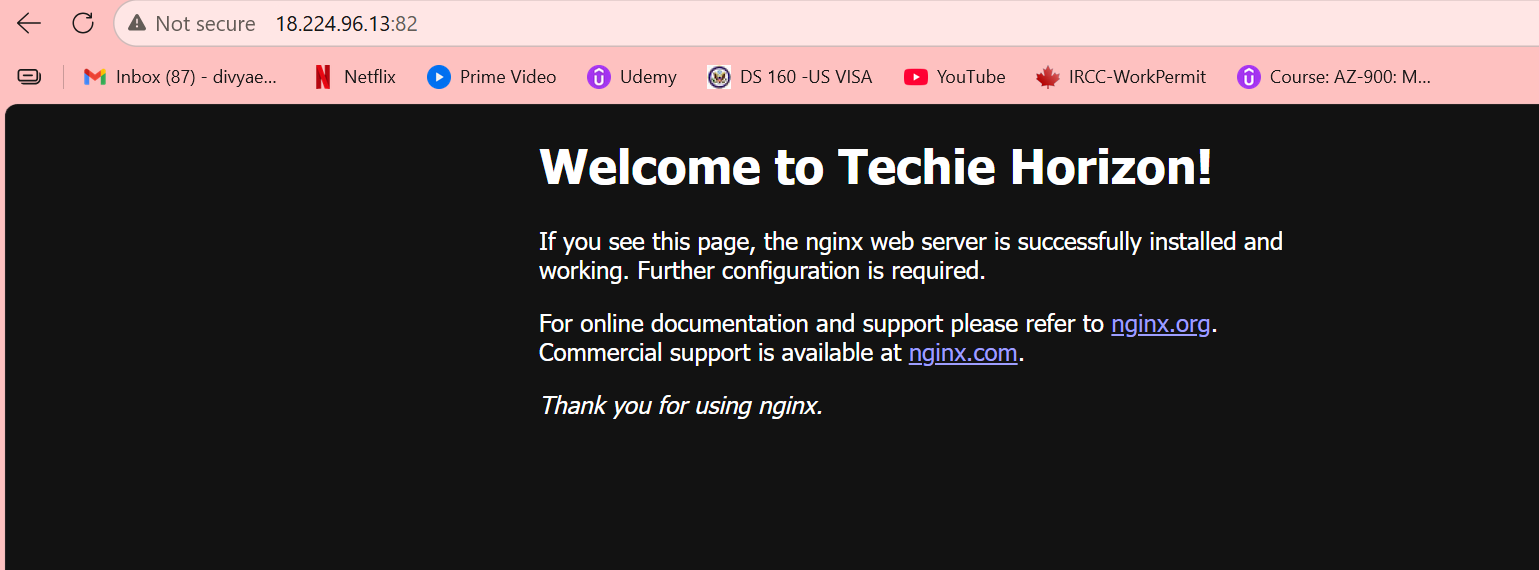 Not secure 18.224.96.13:82
Inbox (87) - divyae... Netflix Prime Video Udemy DS 160 -US VISA YouTube IRCC-WorkPermit Course: AZ-900: M...
Welcome to Techie Horizon!
If you see this page, the nginx web server is successfully installed and
working. Further configuration is required.
For online documentation and support please refer to nginx.org.
Commercial support is available at nginx.com.
Thank you for using nginx.